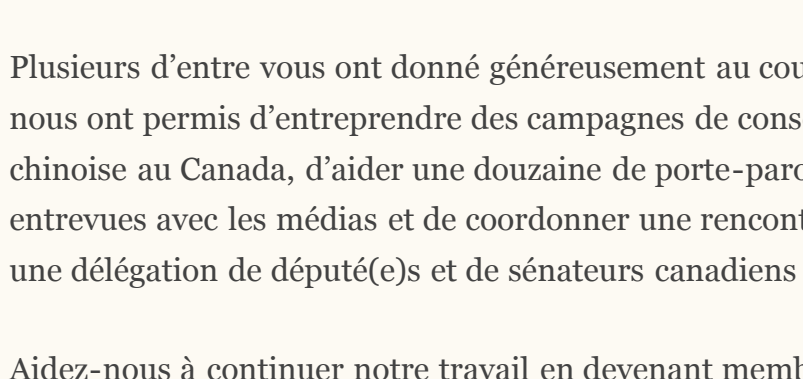 Plusieurs d’entre vous ont donné généreusement au cou
nous ont permis d’entreprendre des campagnes de cons
chinoise au Canada, d’aider une douzaine de porte-paro
entrevues avec les médias et de coordonner une rencont
une délégation de député(e)s et de sénateurs canadiens
Aidez-nous à continuer notre travail en devenant memb